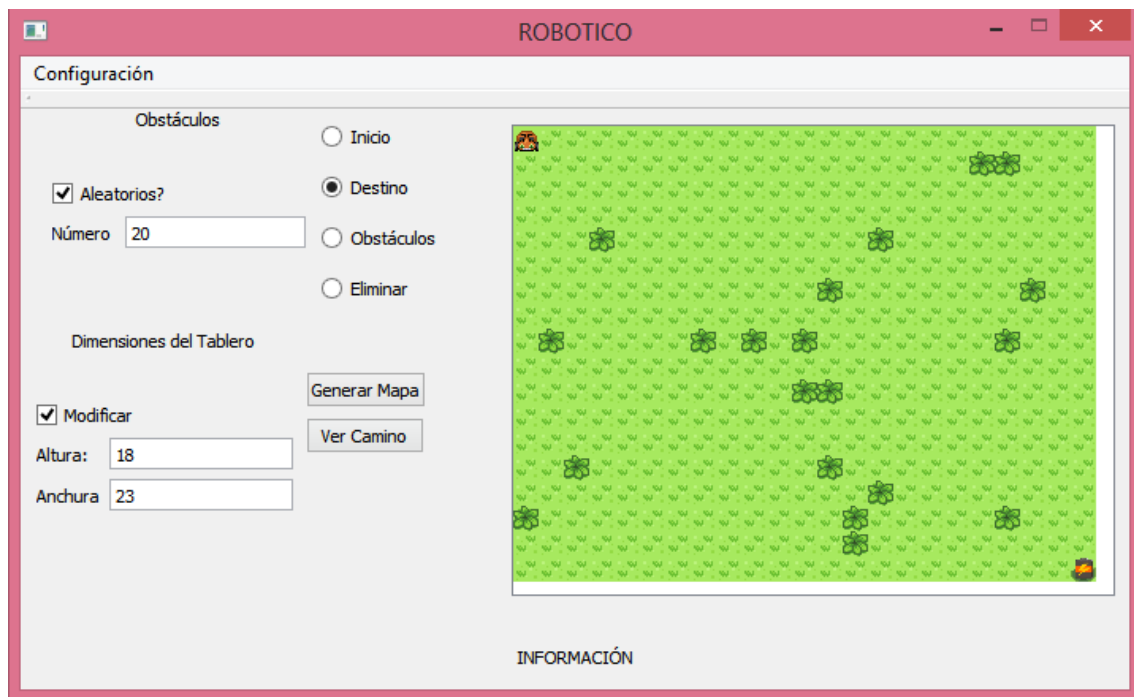 ROBOTICO
Configuración
Obstáculos
Inicio
Aleatorios?
Destino
Número 20
Obstáculos
Eliminar
Dimensiones del Tablero
Generar Mapa
Modificar
Ver Camino
Altura: 18
Anchura 23
INFORMACIÓN